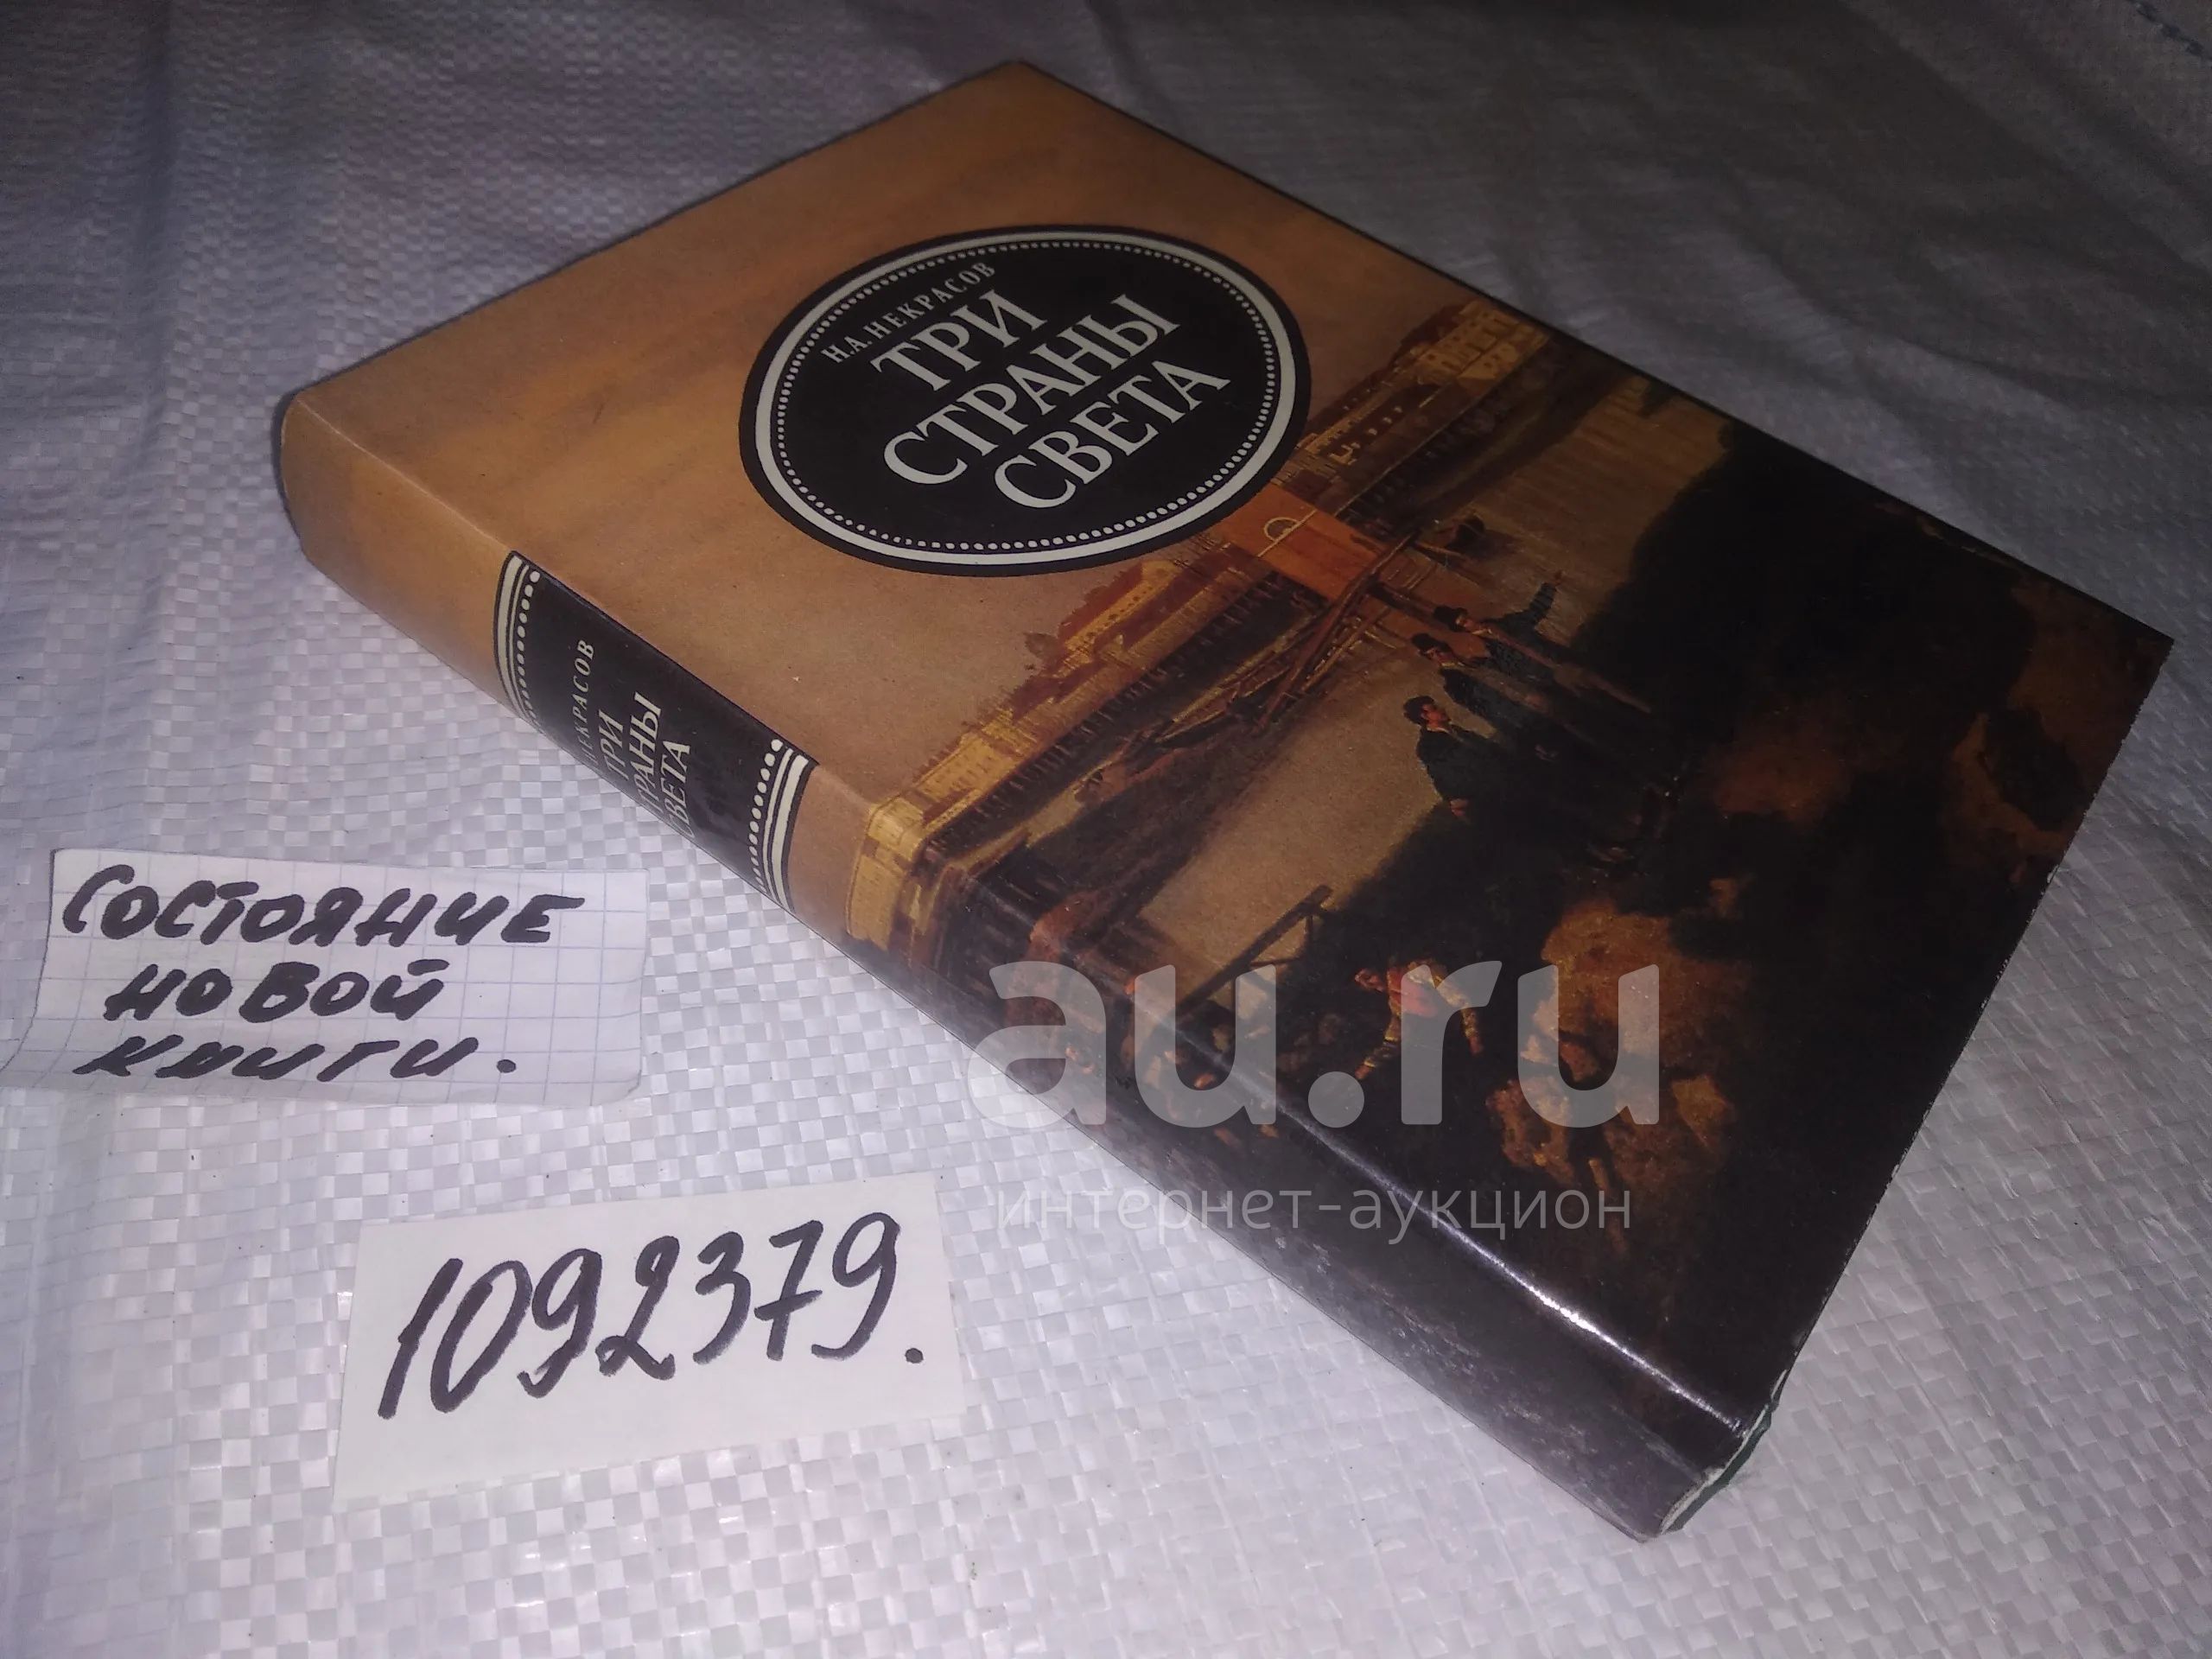 Н.А.НЕКРАСОВ
ТРИ
СТРАНЫ
СВЕТА
НЕКРАСОВ
ТРИ
СТРАНЫ
СВЕТА
СОСТОЯНИЕ
НОВОЙ
КНИГИ.
1092379.
au.ru
интернет-аукцион